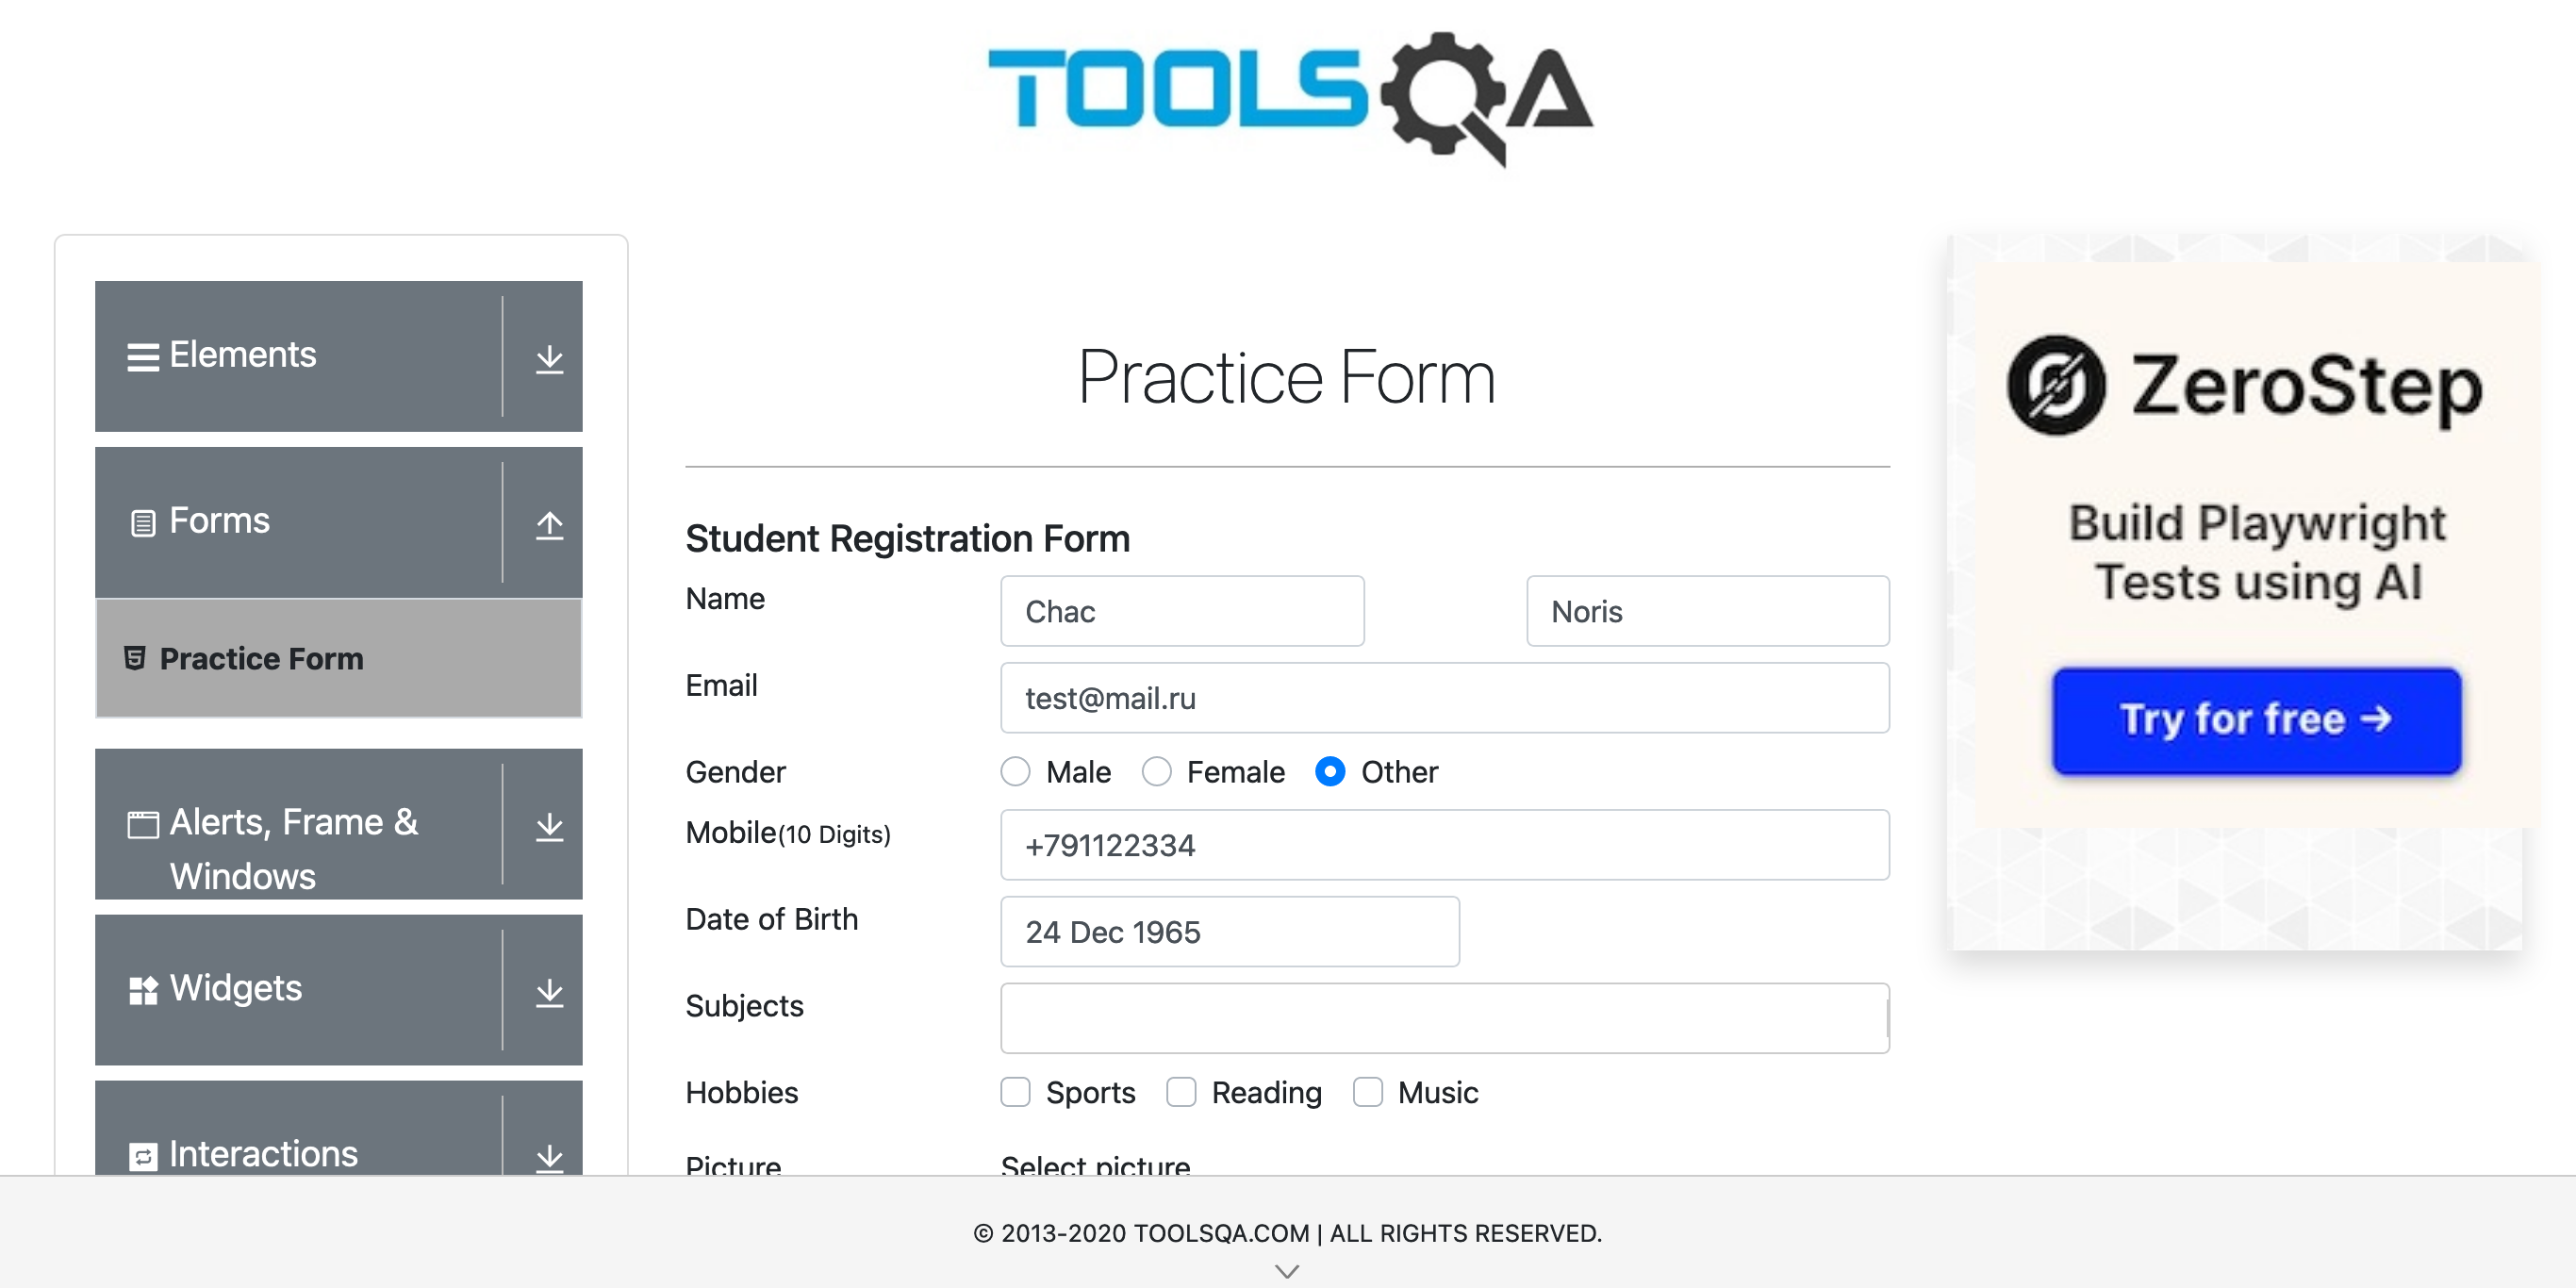 TOOLSQA
Elements
Forms
Practice Form
Alerts, Frame &
Windows
Widgets
Interactions
Practice Form
Student Registration Form
Name Chac Noris
Email test@mail.ru
Gender Male Female Other
Mobile(10 Digits) +791122334
Date of Birth 24 Dec 1965
Subjects
Hobbies Sports Reading Music
Picture Select picture
ZeroStep
Build Playwright
Tests using AI
Try for free →
© 2013-2020 TOOLSQA.COM | ALL RIGHTS RESERVED.